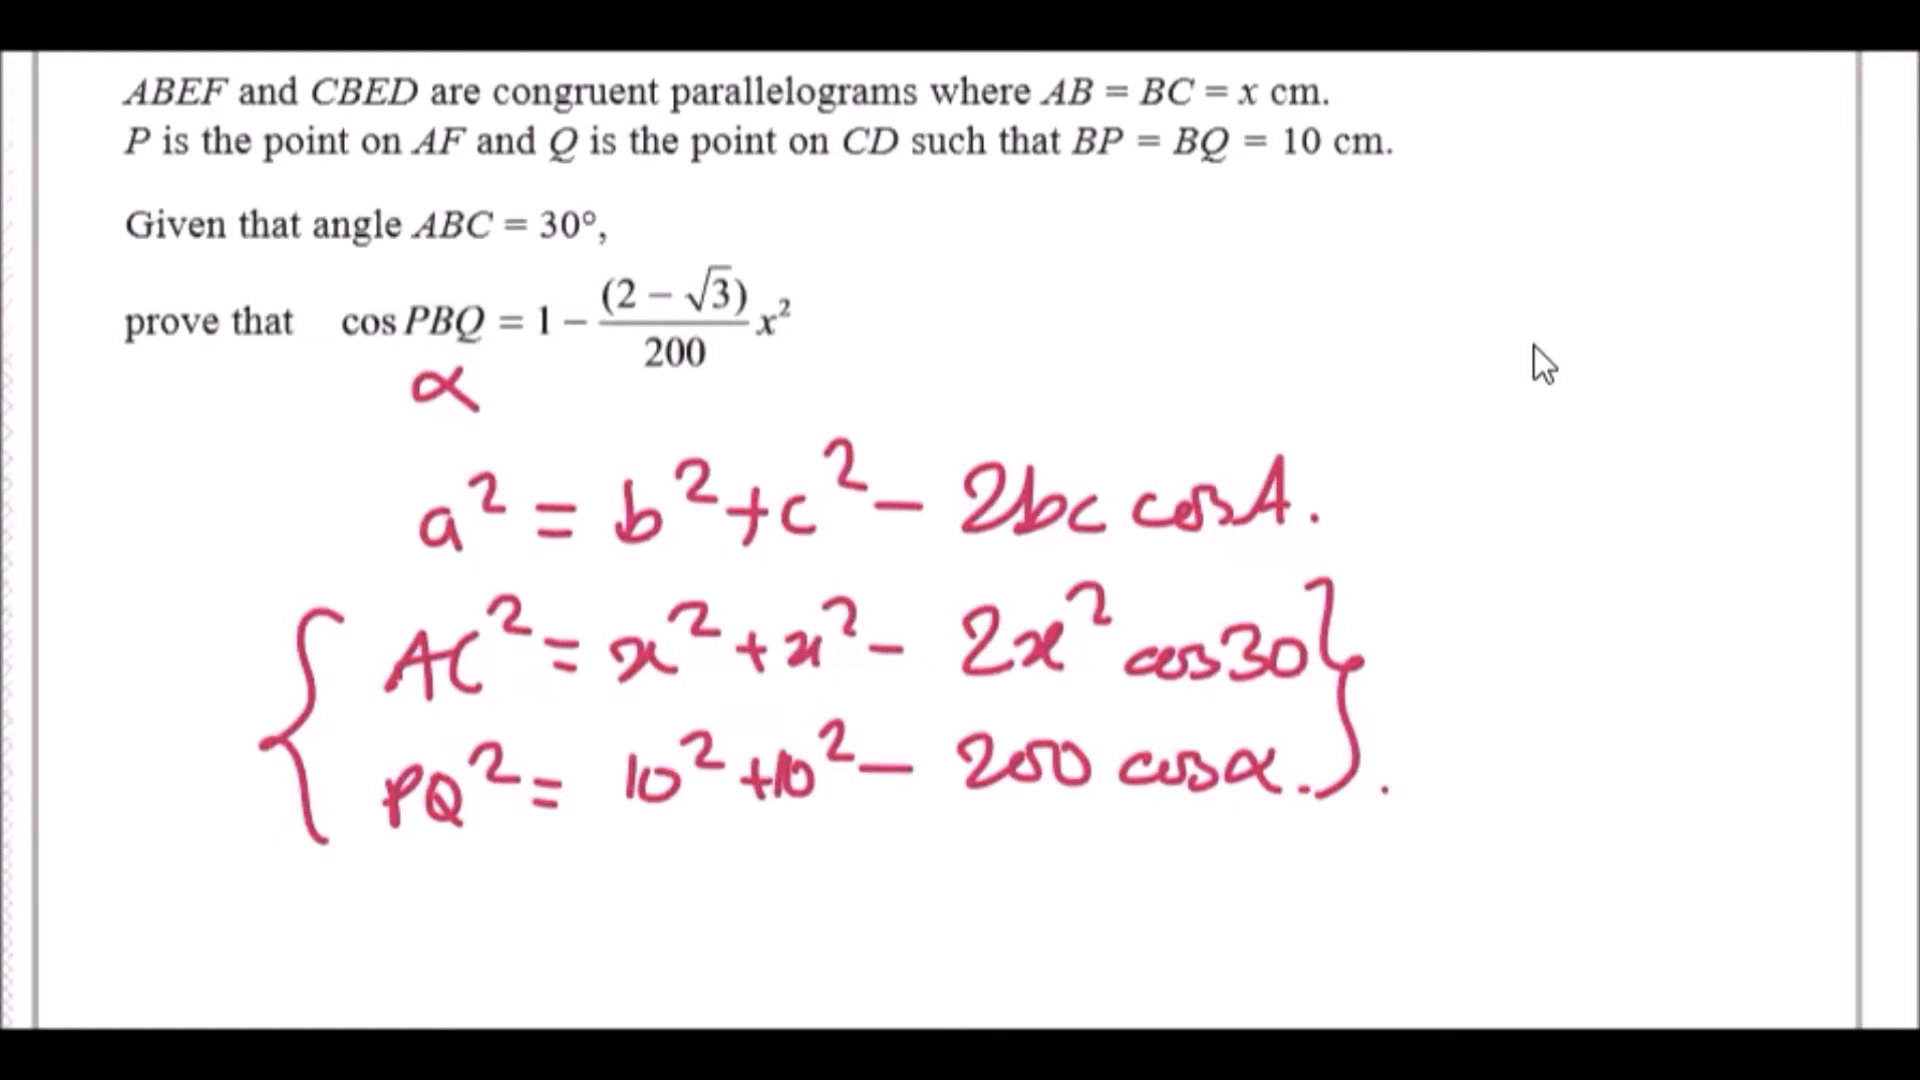 ABEF and CBED are congruent parallelograms where AB = BC = x cm.
P is the point on AF and Q is the point on CD such that BP = BQ = 10 cm.
Given that angle ABC = 30°,
prove that cos PBQ = 1 − (2 − √3)/200 x²
α
a² = b² + c² − 2bc cosA.
{ AC² = x² + x² − 2x² cos30 }
PQ² = 10² + 10² − 200 cosα. .